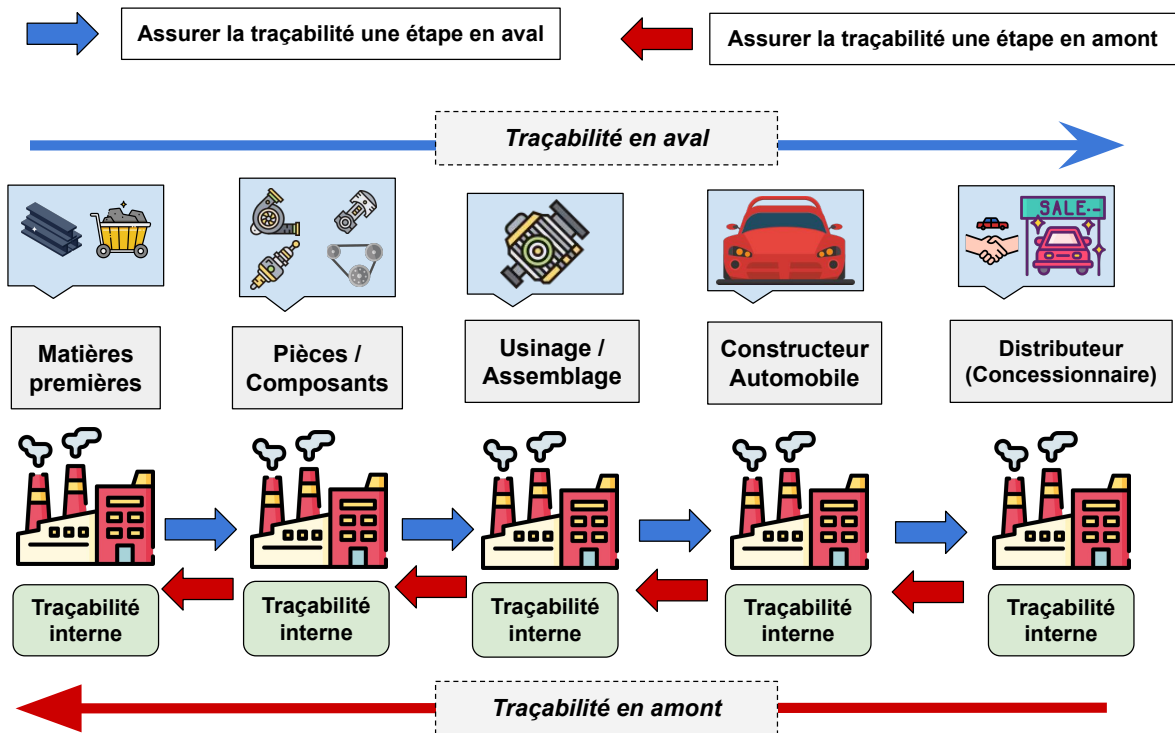 Assurer la traçabilité une étape en aval
Assurer la traçabilité une étape en amont
Traçabilité en aval
SALE
Matières
premières
Pièces /
Composants
Usinage /
Assemblage
Constructeur
Automobile
Distributeur
(Concessionnaire)
Traçabilité
interne
Traçabilité
interne
Traçabilité
interne
Traçabilité
interne
Traçabilité
interne
Traçabilité en amont